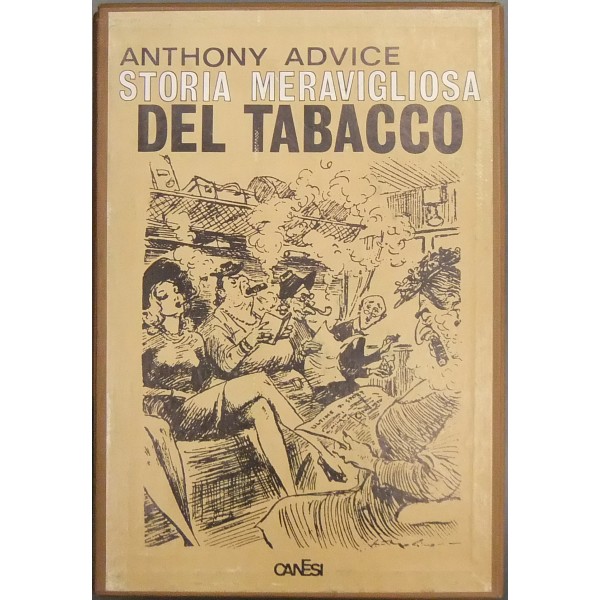 ANTHONY ADVICE
STORIA MERAVIGLIOSA
DEL TABACCO
CANESI